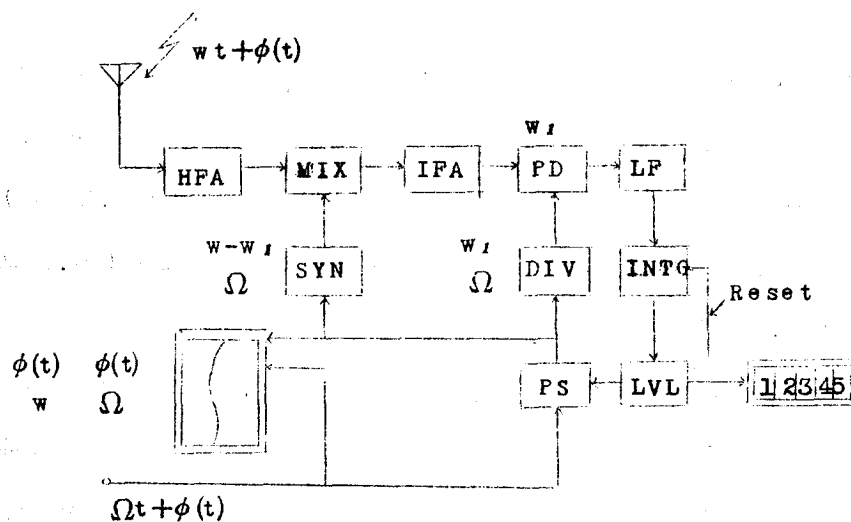 wt+ϕ(t)
HFA
MIX
IFA
w₁
PD
LF
w-w₁
Ω
SYN
w₁
Ω
DIV
INTG
Reset
ϕ(t) ϕ(t)
w Ω
PS
LVL
12345
Ωt+ϕ(t)